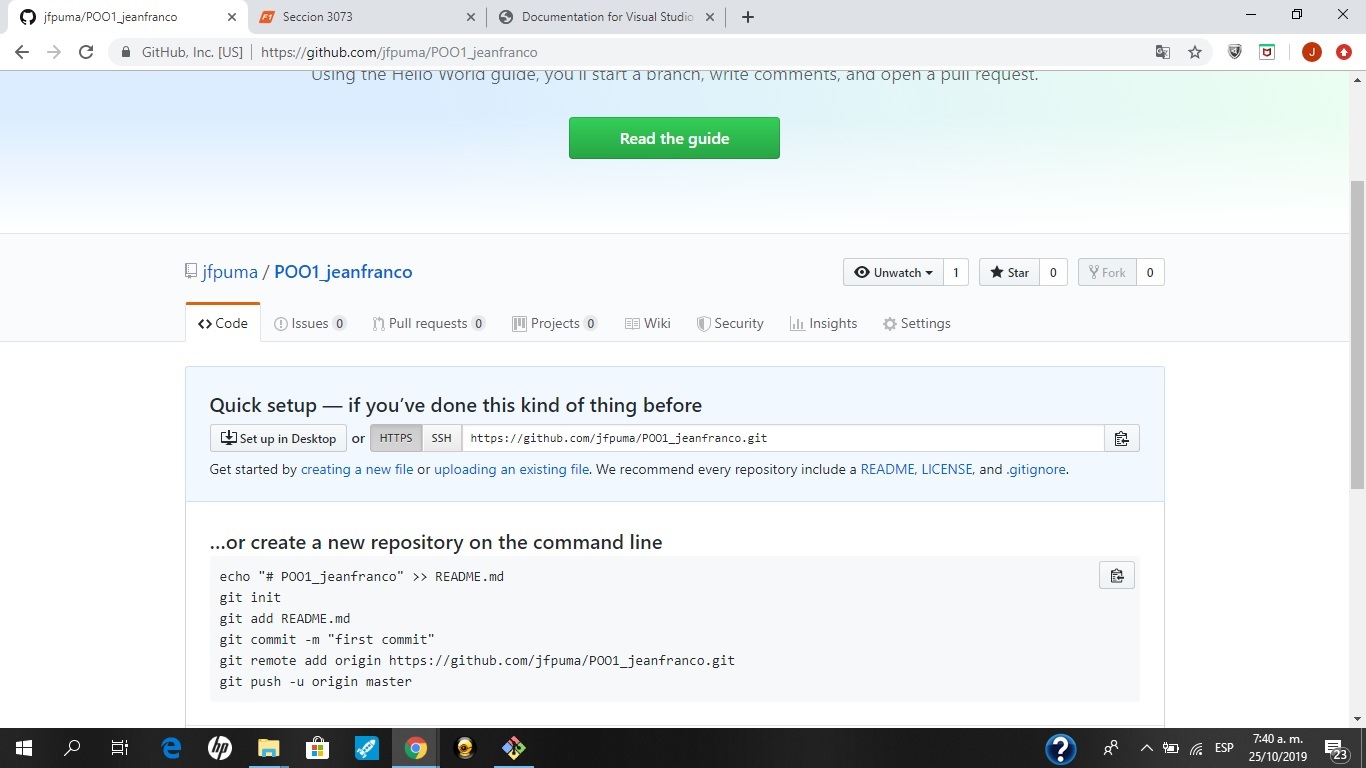 jfpuma/POO1_jeanfranco
Seccion 3073
Documentation for Visual Studio
GitHub, Inc. [US]
https://github.com/jfpuma/POO1_jeanfranco
J
Using the Hello World guide, you'll start a branch, write comments, and open a pull request.
Read the guide
jfpuma / POO1_jeanfranco
Unwatch 1
Star 0
Fork 0
Code
Issues 0
Pull requests 0
Projects 0
Wiki
Security
Insights
Settings
Quick setup — if you've done this kind of thing before
Set up in Desktop or HTTPS SSH https://github.com/jfpuma/POO1_jeanfranco.git
Get started by creating a new file or uploading an existing file. We recommend every repository include a README, LICENSE, and .gitignore.
…or create a new repository on the command line
echo "# POO1_jeanfranco" >> README.md
git init
git add README.md
git commit -m "first commit"
git remote add origin https://github.com/jfpuma/POO1_jeanfranco.git
git push -u origin master
hp
ESP
7:40 a. m.
25/10/2019
23